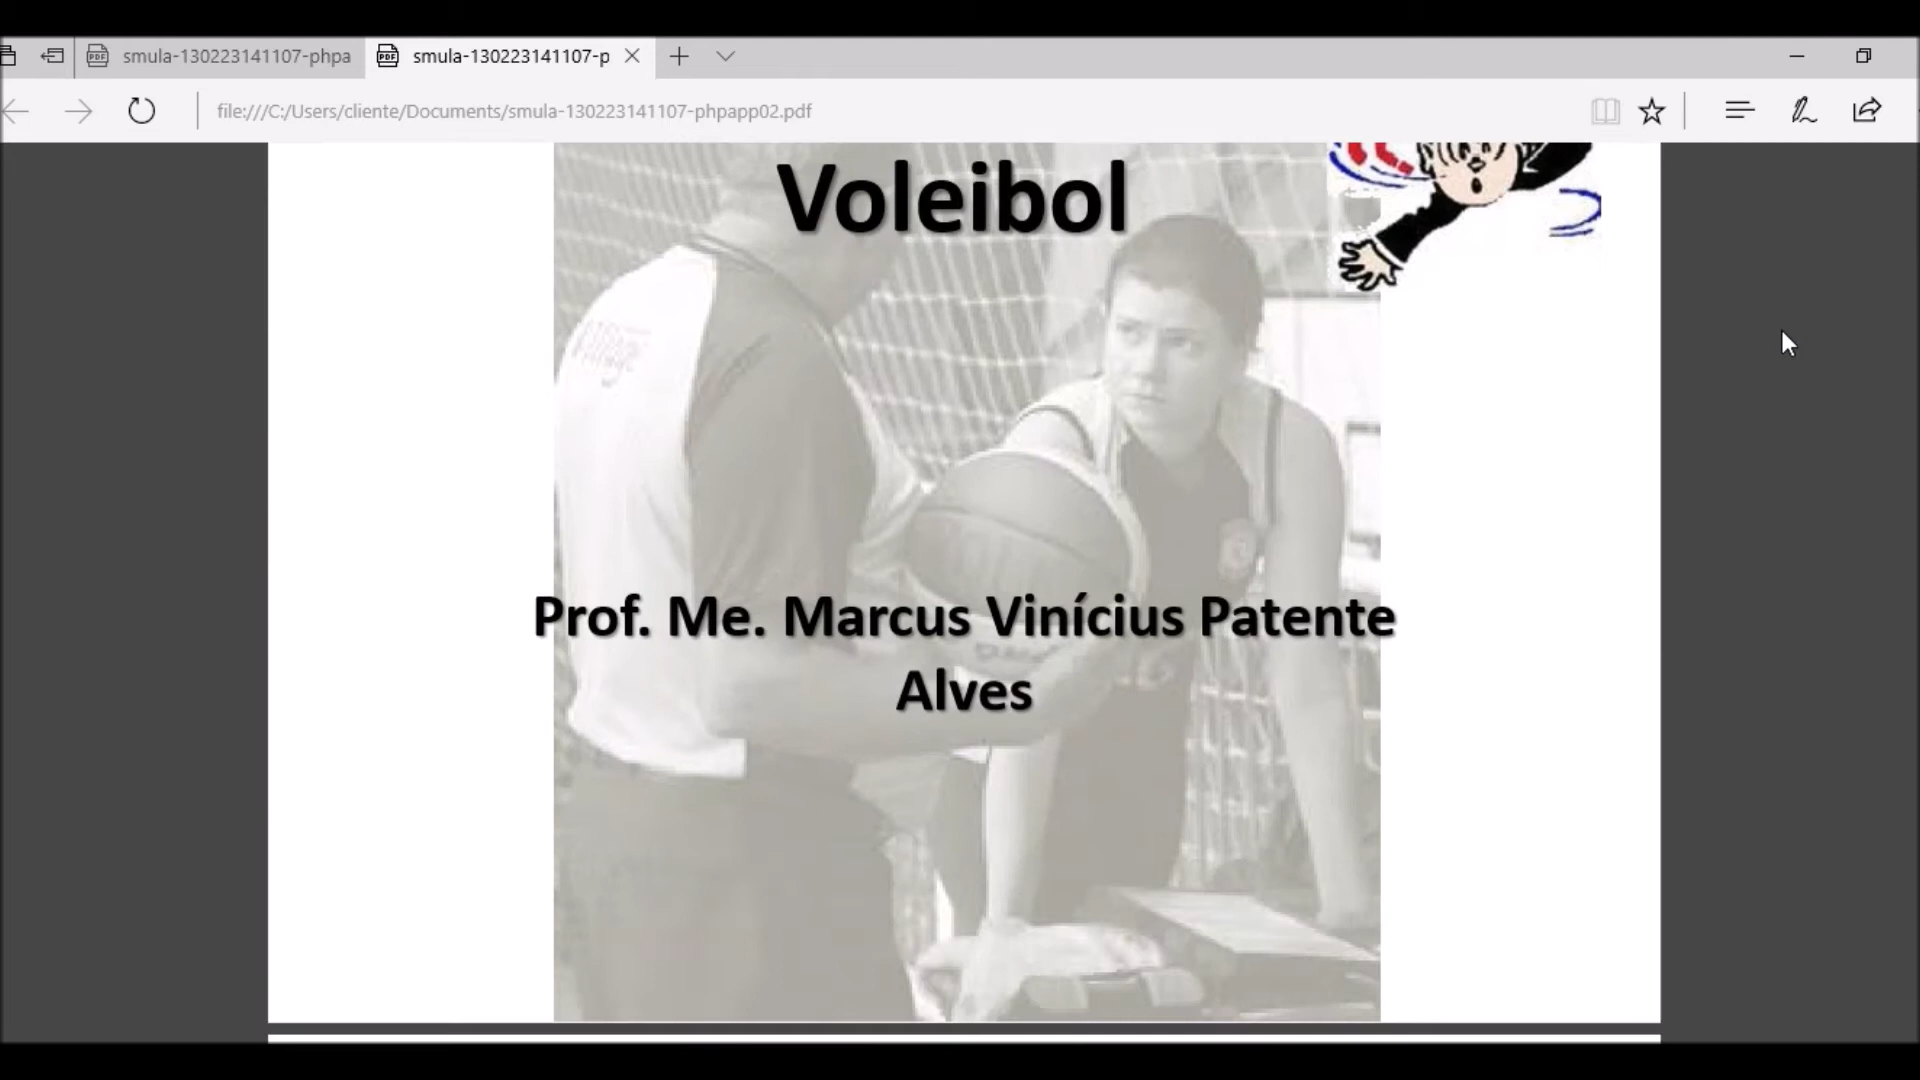 smula-130223141107-phpa
smula-130223141107-p
file:///C:/Users/cliente/Documents/smula-130223141107-phpapp02.pdf
Voleibol
Prof. Me. Marcus Vinícius Patente
Alves